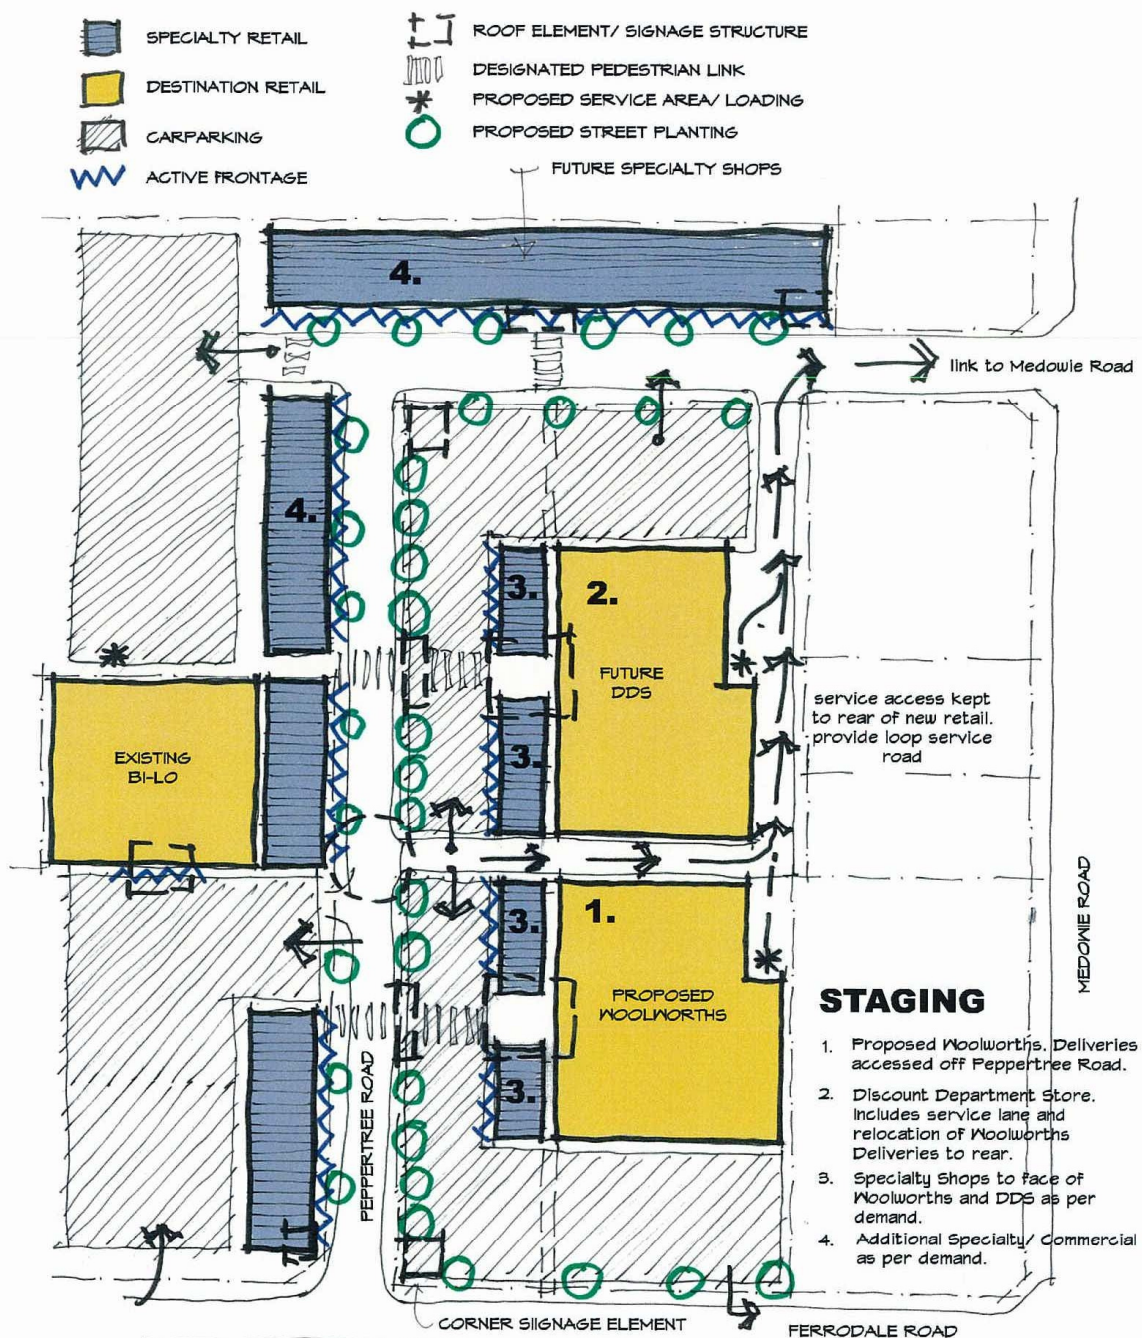 SPECIALTY RETAIL
DESTINATION RETAIL
CARPARKING
ACTIVE FRONTAGE
ROOF ELEMENT/ SIGNAGE STRUCTURE
DESIGNATED PEDESTRIAN LINK
PROPOSED SERVICE AREA/ LOADING
PROPOSED STREET PLANTING
FUTURE SPECIALTY SHOPS
4.
link to Medowie Road
4.
3.
2.
FUTURE
DDS
3.
service access kept
to rear of new retail.
provide loop service
road
EXISTING
BI-LO
3.
1.
PROPOSED
WOOLWORTHS
3.
MEDOWIE ROAD
PEPPERTREE ROAD
STAGING
1. Proposed Woolworths. Deliveries
accessed off Peppertree Road.
2. Discount Department Store.
Includes service lane and
relocation of Woolworths
Deliveries to rear.
3. Specialty Shops to face of
Woolworths and DDS as per
demand.
4. Additional Specialty/ Commercial
as per demand.
CORNER SIIGNAGE ELEMENT
FERRODALE ROAD